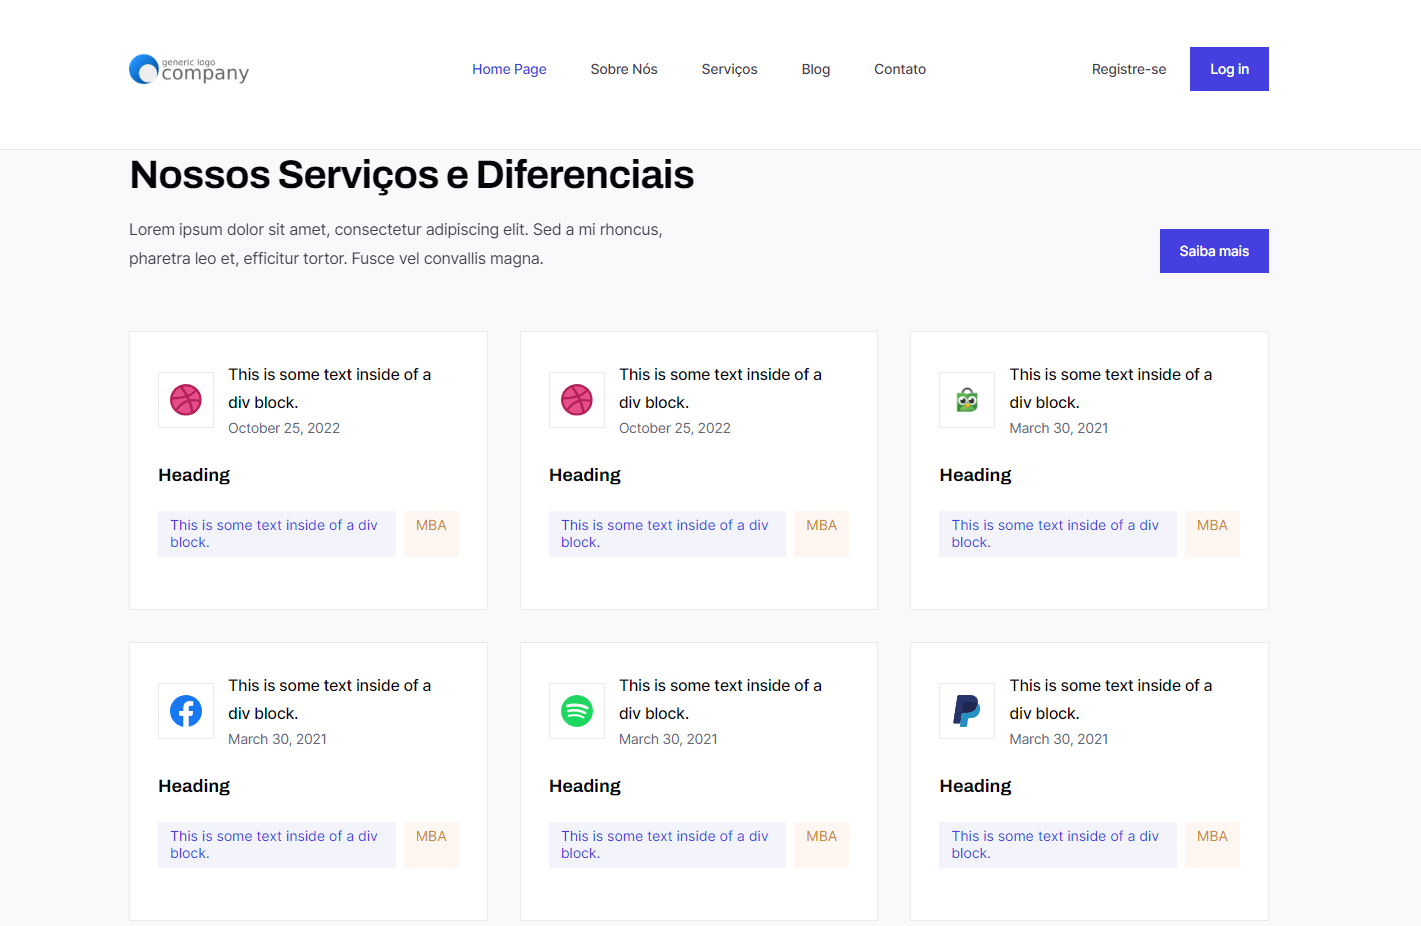 generic logo
company
Home Page Sobre Nós Serviços Blog Contato Registre-se Log in
Nossos Serviços e Diferenciais
Lorem ipsum dolor sit amet, consectetur adipiscing elit. Sed a mi rhoncus,
pharetra leo et, efficitur tortor. Fusce vel convallis magna.
Saiba mais
This is some text inside of a
div block.
October 25, 2022
Heading
This is some text inside of a div
block.
MBA
This is some text inside of a
div block.
October 25, 2022
Heading
This is some text inside of a div
block.
MBA
This is some text inside of a
div block.
March 30, 2021
Heading
This is some text inside of a div
block.
MBA
This is some text inside of a
div block.
March 30, 2021
Heading
This is some text inside of a div
block.
MBA
This is some text inside of a
div block.
March 30, 2021
Heading
This is some text inside of a div
block.
MBA
This is some text inside of a
div block.
March 30, 2021
Heading
This is some text inside of a div
block.
MBA